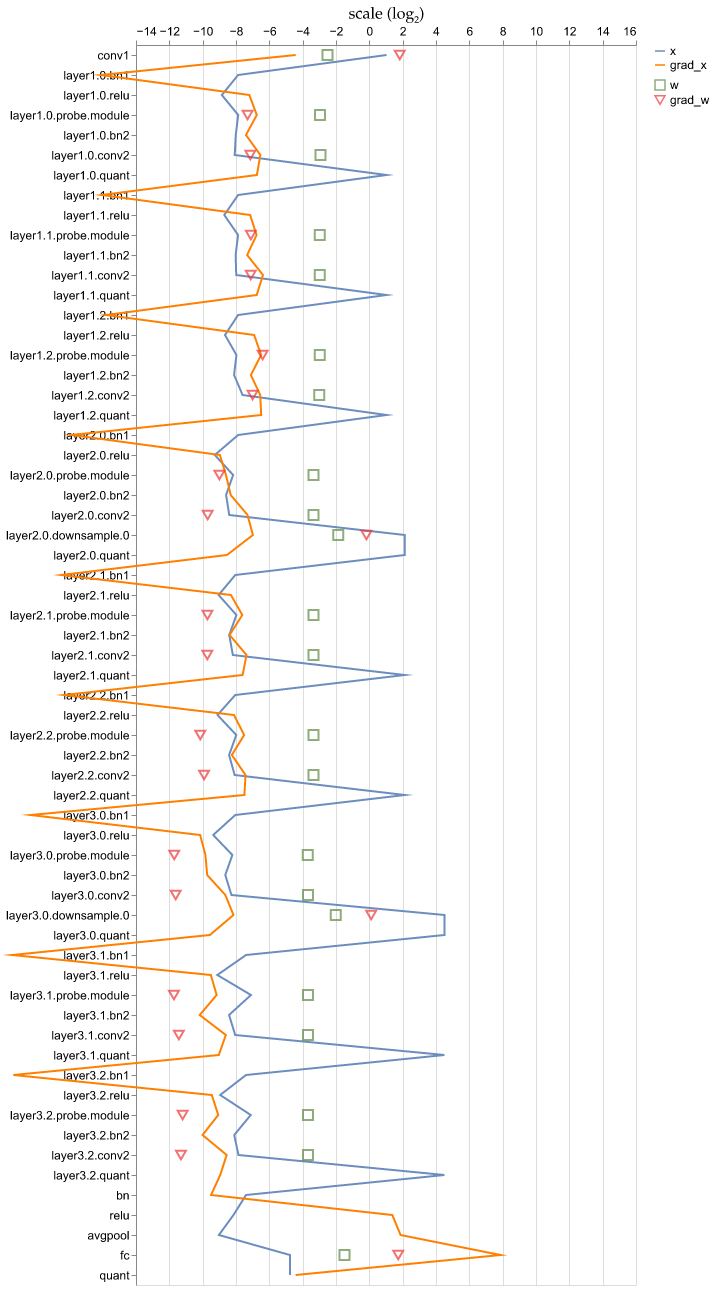 scale (log₂)
−14 −12 −10 −8 −6 −4 −2 0 2 4 6 8 10 12 14 16
x
grad_x
w
grad_w
conv1
layer1.0.bn1
layer1.0.relu
layer1.0.probe.module
layer1.0.bn2
layer1.0.conv2
layer1.0.quant
layer1.1.bn1
layer1.1.relu
layer1.1.probe.module
layer1.1.bn2
layer1.1.conv2
layer1.1.quant
layer1.2.bn1
layer1.2.relu
layer1.2.probe.module
layer1.2.bn2
layer1.2.conv2
layer1.2.quant
layer2.0.bn1
layer2.0.relu
layer2.0.probe.module
layer2.0.bn2
layer2.0.conv2
layer2.0.downsample.0
layer2.0.quant
layer2.1.bn1
layer2.1.relu
layer2.1.probe.module
layer2.1.bn2
layer2.1.conv2
layer2.1.quant
layer2.2.bn1
layer2.2.relu
layer2.2.probe.module
layer2.2.bn2
layer2.2.conv2
layer2.2.quant
layer3.0.bn1
layer3.0.relu
layer3.0.probe.module
layer3.0.bn2
layer3.0.conv2
layer3.0.downsample.0
layer3.0.quant
layer3.1.bn1
layer3.1.relu
layer3.1.probe.module
layer3.1.bn2
layer3.1.conv2
layer3.1.quant
layer3.2.bn1
layer3.2.relu
layer3.2.probe.module
layer3.2.bn2
layer3.2.conv2
layer3.2.quant
bn
relu
avgpool
fc
quant